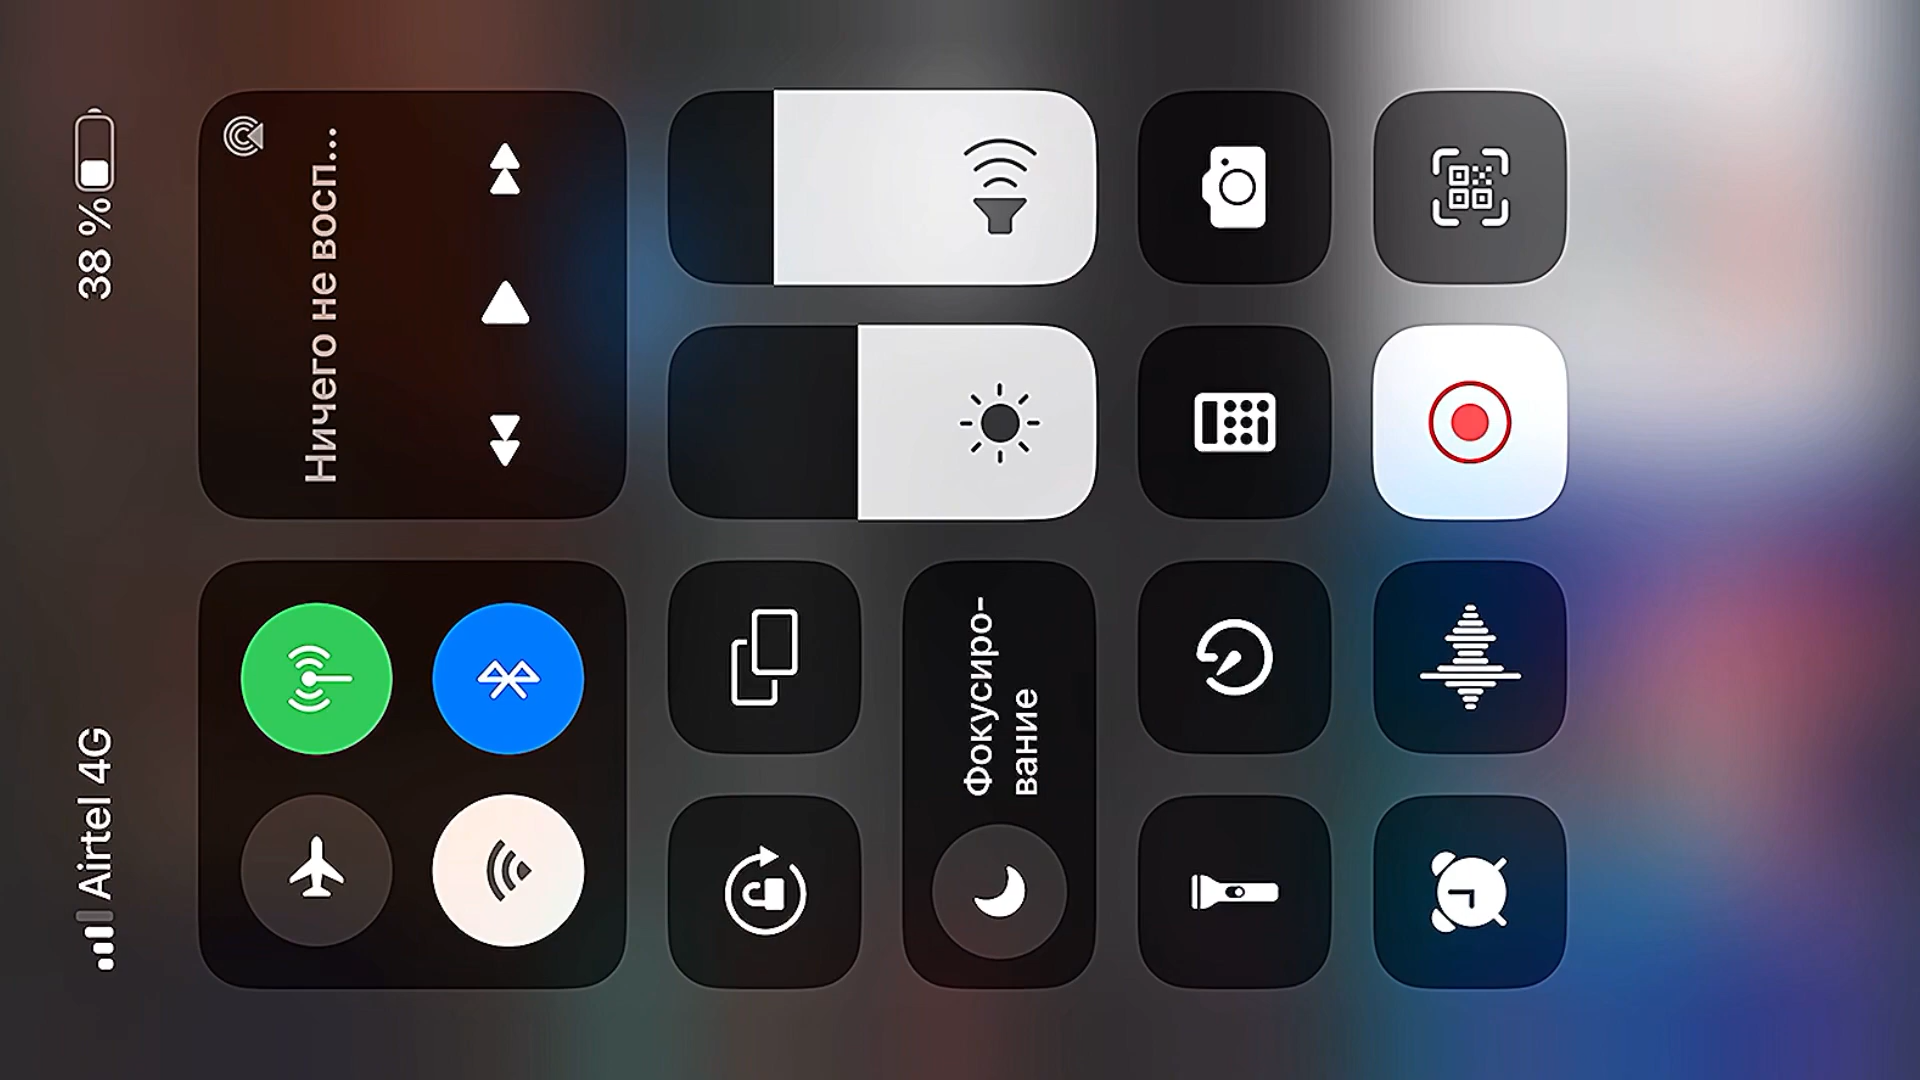 Airtel 4G
38 %
Ничего не восп...
Фокусиро-
вание